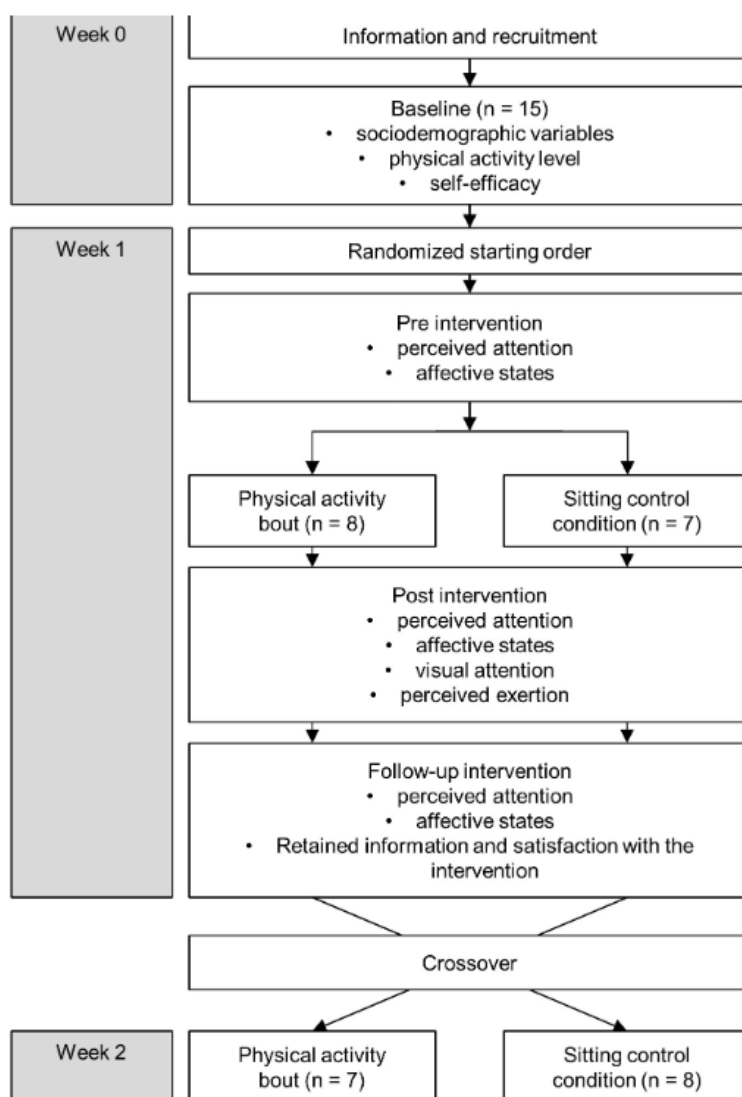 Week 0
Information and recruitment
Baseline (n = 15)
• sociodemographic variables
• physical activity level
• self-efficacy
Week 1
Randomized starting order
Pre intervention
• perceived attention
• affective states
Physical activity
bout (n = 8)
Sitting control
condition (n = 7)
Post intervention
• perceived attention
• affective states
• visual attention
• perceived exertion
Follow-up intervention
• perceived attention
• affective states
• Retained information and satisfaction with the
intervention
Crossover
Week 2
Physical activity
bout (n = 7)
Sitting control
condition (n = 8)